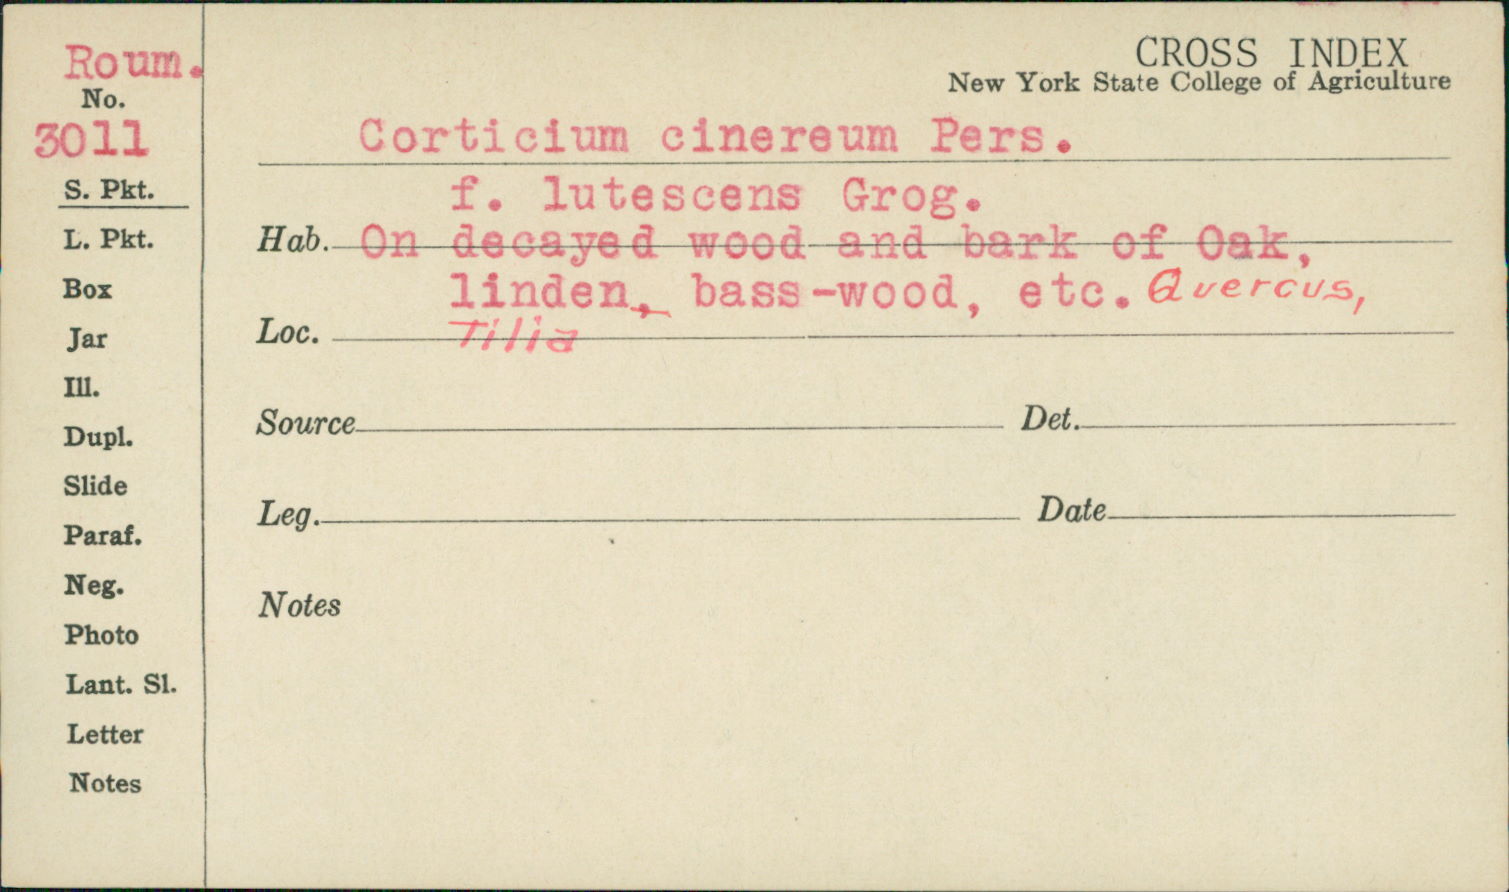 Roum.
No.
3011
S. Pkt.
L. Pkt.
Box
Jar
Ill.
Dupl.
Slide
Paraf.
Neg.
Photo
Lant. Sl.
Letter
Notes
CROSS INDEX
New York State College of Agriculture
Corticium cinereum Pers.
f. lutescens Grog.
Hab. On decayed wood and bark of Oak,
linden, bass-wood, etc. Quercus,
Tilia
Loc.
Source Det.
Leg. Date
Notes